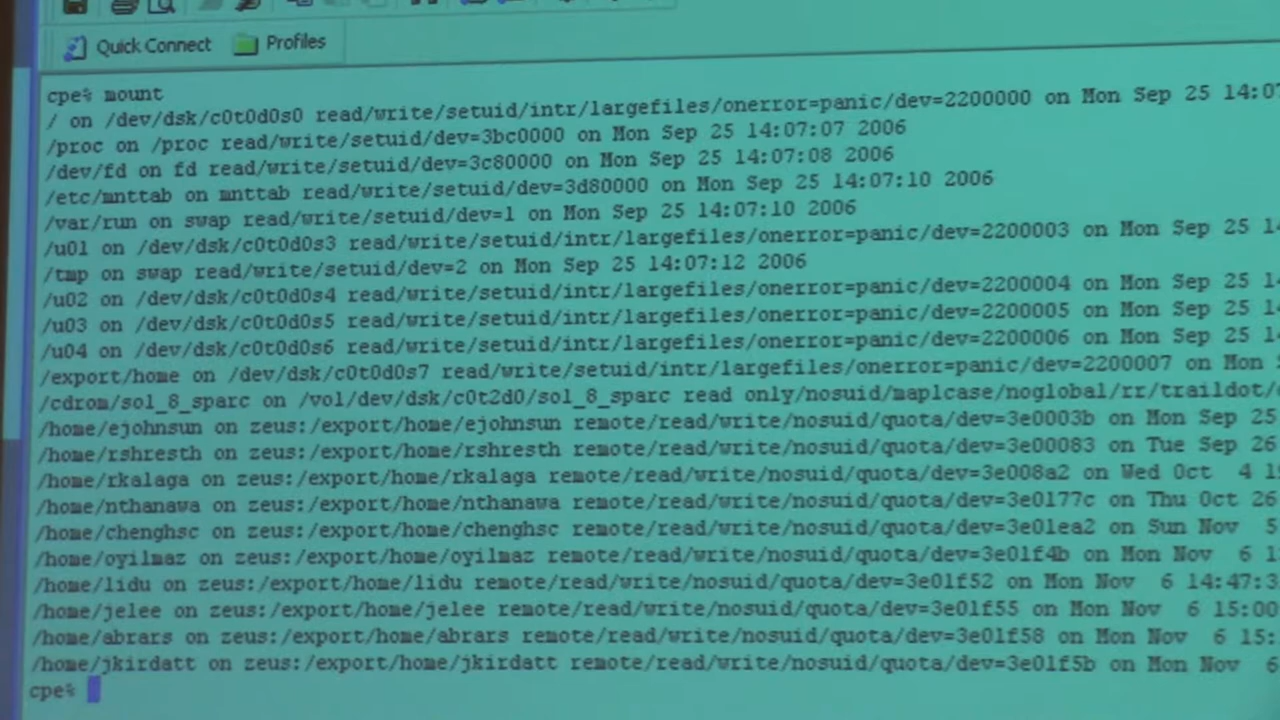 Quick Connect Profiles
cpe% mount
/ on /dev/dsk/c0t0d0s0 read/write/setuid/intr/largefiles/onerror=panic/dev=2200000 on Mon Sep 25 14:07
/proc on /proc read/write/setuid/dev=3bc0000 on Mon Sep 25 14:07:07 2006
/dev/fd on fd read/write/setuid/dev=3c80000 on Mon Sep 25 14:07:08 2006
/etc/mnttab on mnttab read/write/setuid/dev=3d80000 on Mon Sep 25 14:07:10 2006
/var/run on swap read/write/setuid/dev=1 on Mon Sep 25 14:07:10 2006
/u01 on /dev/dsk/c0t0d0s3 read/write/setuid/intr/largefiles/onerror=panic/dev=2200003 on Mon Sep 25 14
/tmp on swap read/write/setuid/dev=2 on Mon Sep 25 14:07:12 2006
/u02 on /dev/dsk/c0t0d0s4 read/write/setuid/intr/largefiles/onerror=panic/dev=2200004 on Mon Sep 25 14
/u03 on /dev/dsk/c0t0d0s5 read/write/setuid/intr/largefiles/onerror=panic/dev=2200005 on Mon Sep 25 14
/u04 on /dev/dsk/c0t0d0s6 read/write/setuid/intr/largefiles/onerror=panic/dev=2200006 on Mon Sep 25 14
/export/home on /dev/dsk/c0t0d0s7 read/write/setuid/intr/largefiles/onerror=panic/dev=2200007 on Mon
/cdrom/sol_8_sparc on /vol/dev/dsk/c0t2d0/sol_8_sparc read only/nosuid/maplcase/noglobal/rr/traildot/
/home/ejohnsun on zeus:/export/home/ejohnsun remote/read/write/nosuid/quota/dev=3e0003b on Mon Sep 25
/home/rshresth on zeus:/export/home/rshresth remote/read/write/nosuid/quota/dev=3e00083 on Tue Sep 26
/home/rkalaga on zeus:/export/home/rkalaga remote/read/write/nosuid/quota/dev=3e008a2 on Wed Oct 4 1
/home/nthanawa on zeus:/export/home/nthanawa remote/read/write/nosuid/quota/dev=3e0177c on Thu Oct 26
/home/chenghsc on zeus:/export/home/chenghsc remote/read/write/nosuid/quota/dev=3e01ea2 on Sun Nov 5
/home/oyilmaz on zeus:/export/home/oyilmaz remote/read/write/nosuid/quota/dev=3e01f4b on Mon Nov 6 1
/home/lidu on zeus:/export/home/lidu remote/read/write/nosuid/quota/dev=3e01f52 on Mon Nov 6 14:47:3
/home/jelee on zeus:/export/home/jelee remote/read/write/nosuid/quota/dev=3e01f55 on Mon Nov 6 15:00
/home/abrars on zeus:/export/home/abrars remote/read/write/nosuid/quota/dev=3e01f58 on Mon Nov 6 15:
/home/jkirdatt on zeus:/export/home/jkirdatt remote/read/write/nosuid/quota/dev=3e01f5b on Mon Nov 6
cpe%